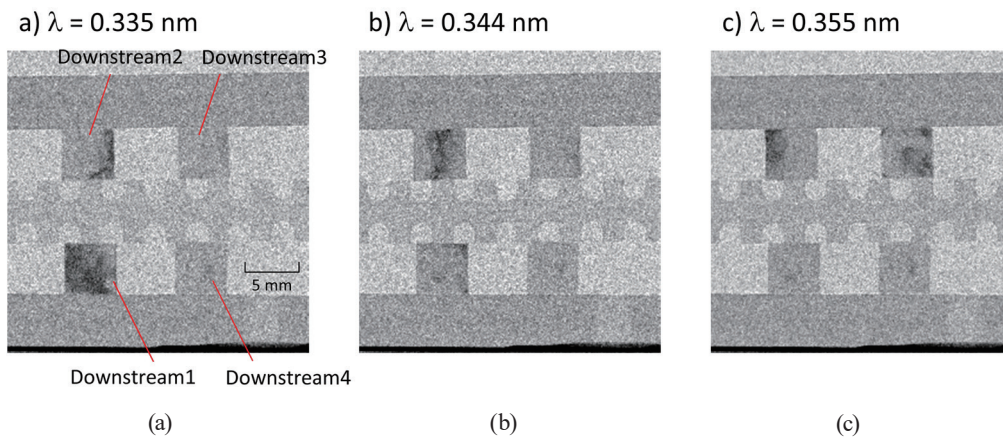 a) λ = 0.335 nm
b) λ = 0.344 nm
c) λ = 0.355 nm
Downstream2
Downstream3
5 mm
Downstream1
Downstream4
(a)
(b)
(c)